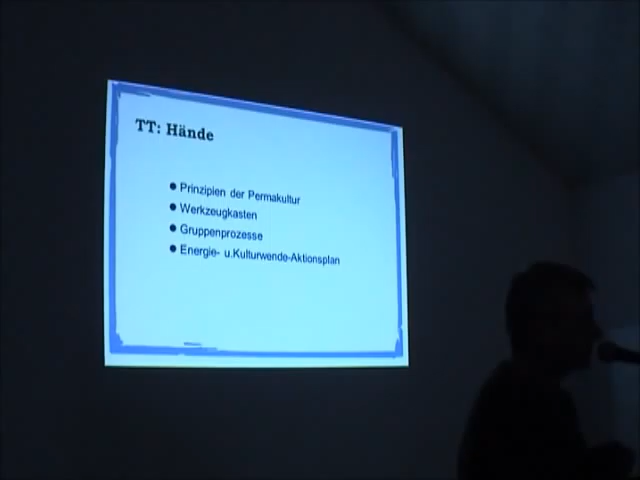 TT: Hände
Prinzipien der Permakultur
Werkzeugkasten
Gruppenprozesse
Energie- u.Kulturwende-Aktionsplan